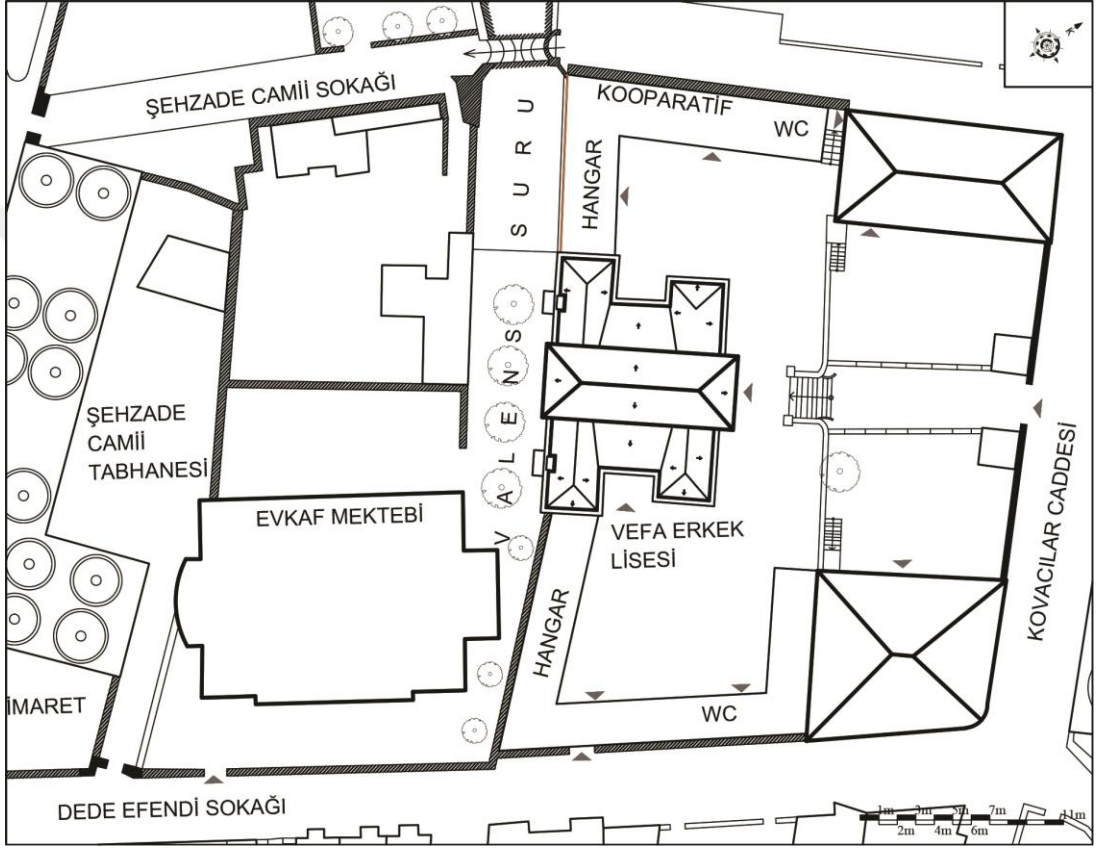 ŞEHZADE CAMİİ SOKAĞI
KOOPARATİF
WC
HANGAR
VALENS SURU
ŞEHZADE
CAMİİ
TABHANESİ
EVKAF MEKTEBİ
VEFA ERKEK
LİSESİ
KOVACILAR CADDESİ
HANGAR
İMARET
WC
DEDE EFENDİ SOKAĞI
1m 3m 5m 7m 11m
2m 4m 6m